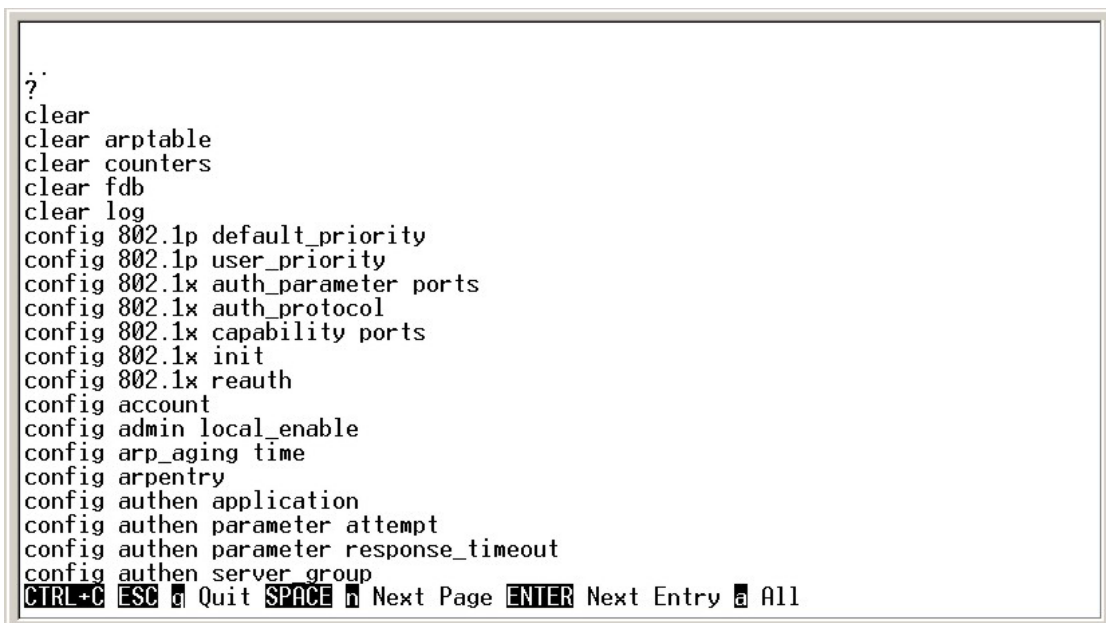 ..
?
clear
clear arptable
clear counters
clear fdb
clear log
config 802.1p default_priority
config 802.1p user_priority
config 802.1x auth_parameter ports
config 802.1x auth_protocol
config 802.1x capability ports
config 802.1x init
config 802.1x reauth
config account
config admin local_enable
config arp_aging time
config arpentry
config authen application
config authen parameter attempt
config authen parameter response_timeout
config authen server_group
CTRL+C ESC q Quit SPACE n Next Page ENTER Next Entry a All